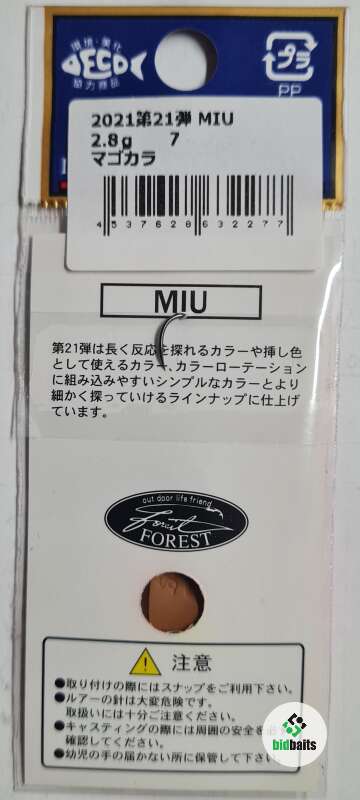 環境・美化
ECO
協力商品
プラ
PP
2021第21弾 MIU
2.8g 7
マゴカラ
4 537628 632277
MIU
第21弾は長く反応を探れるカラーや挿し色
として使えるカラー、カラーローテーション
に組み込みやすいシンプルなカラーとより
細かく探っていけるラインナップに仕上げ
ています。
out door life friend
Forest
FOREST
注意
●取り付けの際にはスナップをご利用下さい。
●ルアーの針は大変危険です。
取扱いには十分ご注意ください。
●キャスティングの際には周囲の安全を必ず
確認してください。
●幼児の手の届かない所に保管して下さい。
bidbaits